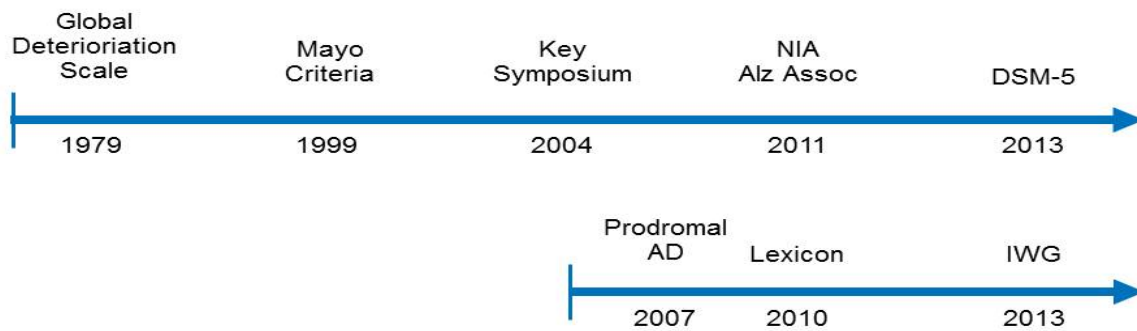 Global
Deterioriation
Scale
Mayo
Criteria
Key
Symposium
NIA
Alz Assoc
DSM-5
1979
1999
2004
2011
2013
Prodromal
AD
Lexicon
IWG
2007
2010
2013